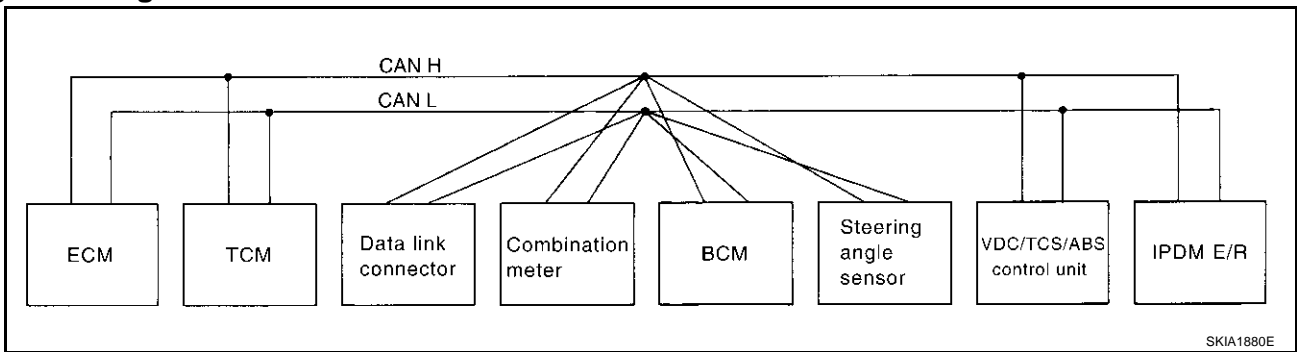 CAN H
CAN L
ECM
TCM
Data link
connector
Combination
meter
BCM
Steering
angle
sensor
VDC/TCS/ABS
control unit
IPDM E/R
SKIA1880E